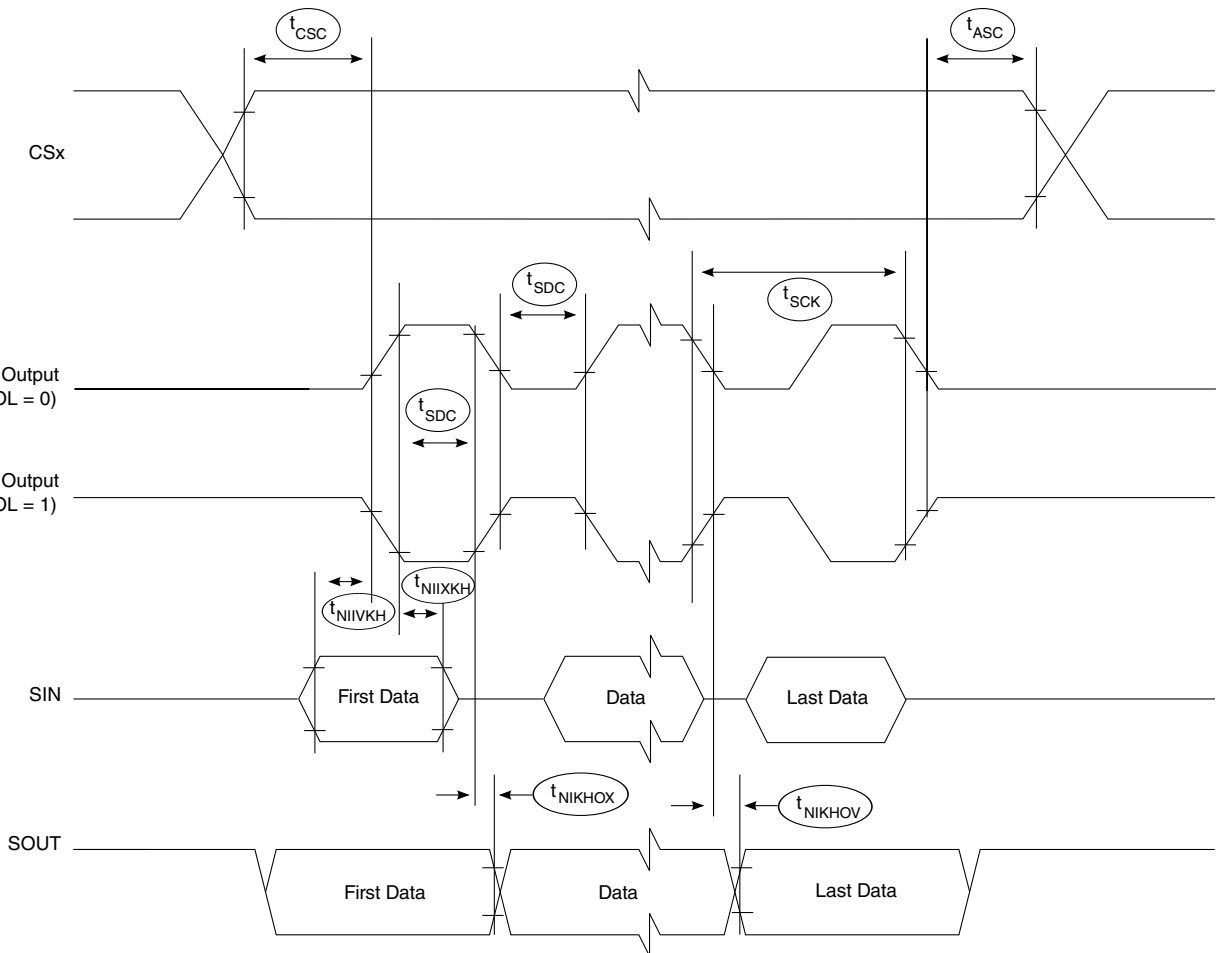 tCSC
tASC
CSx
tSDC
tSCK
Output
OL = 0)
tSDC
Output
OL = 1)
tNIIXKH
tNIIVKH
SIN
First Data
Data
Last Data
tNIKHOX
tNIKHOV
SOUT
First Data
Data
Last Data